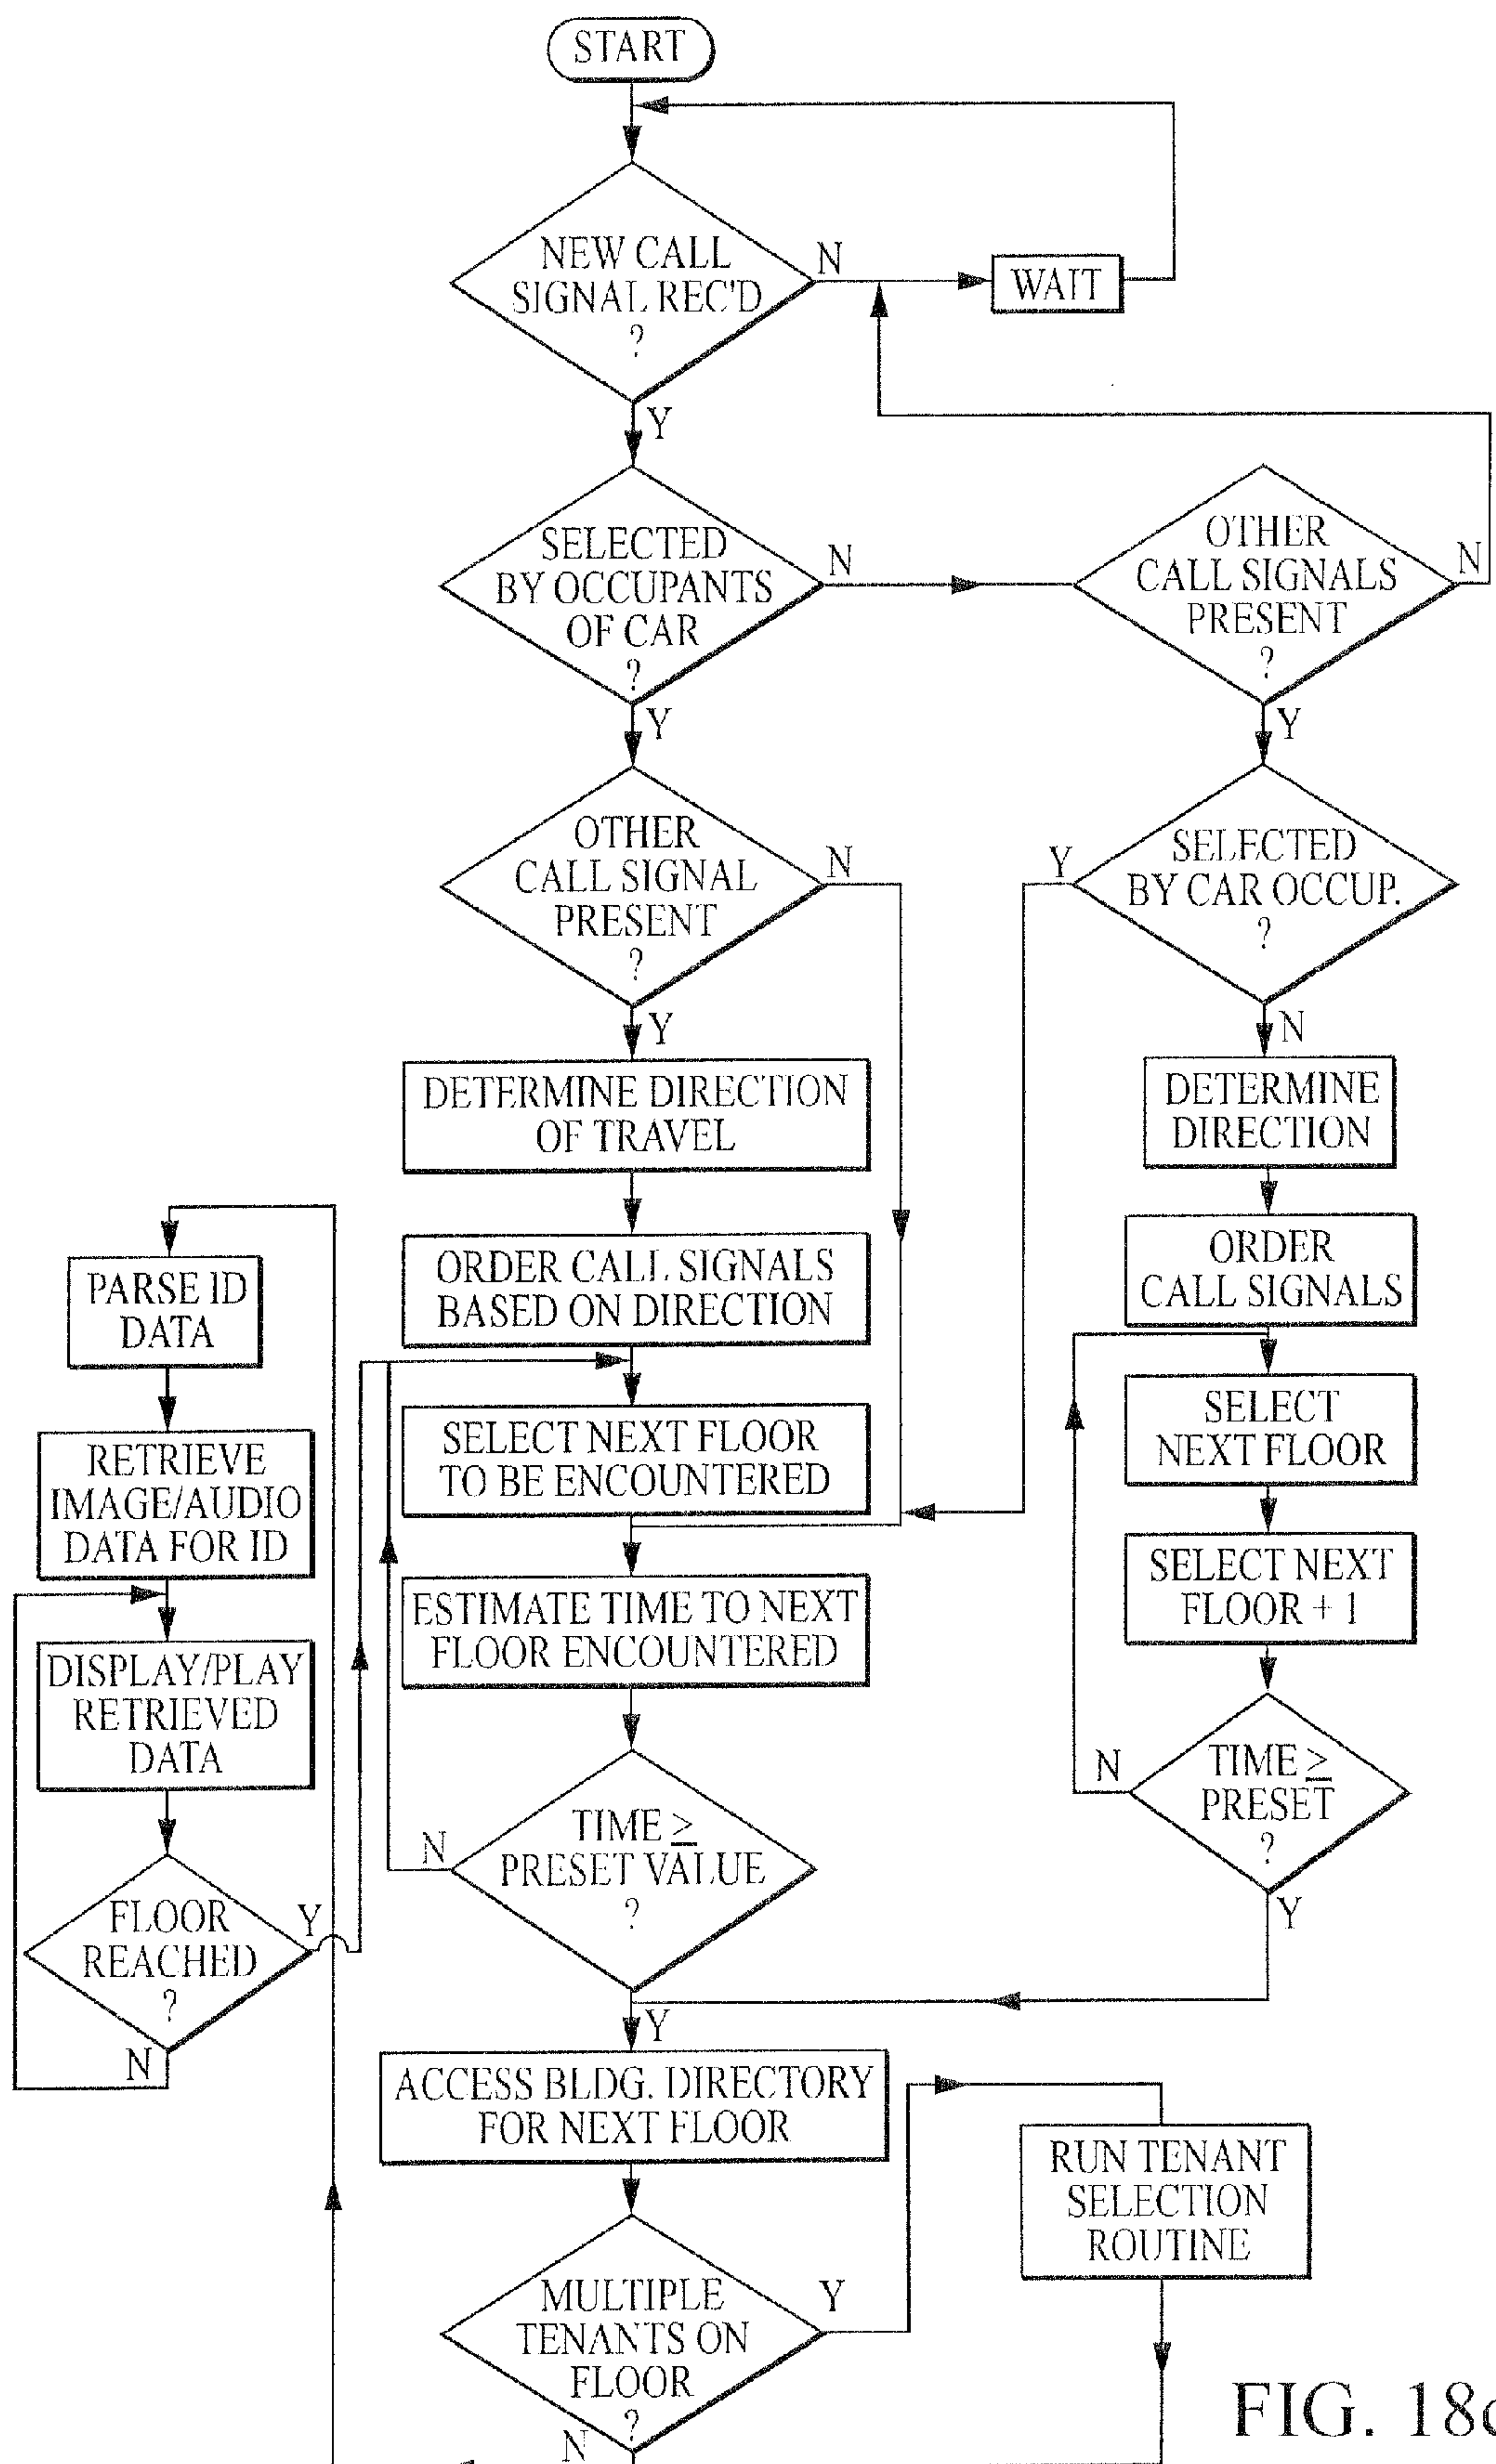 START
NEW CALL
SIGNAL REC'D
?
N
WAIT
Y
SELECTED
BY OCCUPANTS
OF CAR
?
N
OTHER
CALL SIGNALS
PRESENT
?
N
Y
Y
OTHER
CALL SIGNAL
PRESENT
?
N
Y
SELECTED
BY CAR OCCUP.
?
Y
N
DETERMINE DIRECTION
OF TRAVEL
DETERMINE
DIRECTION
ORDER CALL SIGNALS
BASED ON DIRECTION
ORDER
CALL SIGNALS
PARSE ID
DATA
SELECT NEXT FLOOR
TO BE ENCOUNTERED
SELECT
NEXT FLOOR
RETRIEVE
IMAGE/AUDIO
DATA FOR ID
SELECT NEXT
FLOOR + 1
ESTIMATE TIME TO NEXT
FLOOR ENCOUNTERED
DISPLAY/PLAY
RETRIEVED
DATA
N
TIME ≥
PRESET
?
Y
N
TIME ≥
PRESET VALUE
?
Y
FLOOR
REACHED
?
Y
N
ACCESS BLDG. DIRECTORY
FOR NEXT FLOOR
RUN TENANT
SELECTION
ROUTINE
MULTIPLE
TENANTS ON
FLOOR
?
Y
N
FIG. 18